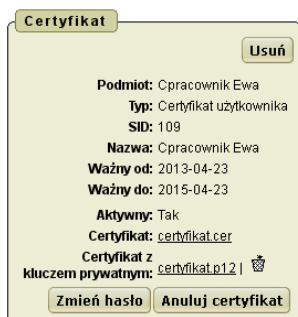 Certyfikat
Usuń
Podmiot: Cpracownik Ewa
Typ: Certyfikat użytkownika
SID: 109
Nazwa: Cpracownik Ewa
Ważny od: 2013-04-23
Ważny do: 2015-04-23
Aktywny: Tak
Certyfikat: certyfikat.cer
Certyfikat z
kluczem prywatnym: certyfikat.p12 |
Zmień hasło Anuluj certyfikat